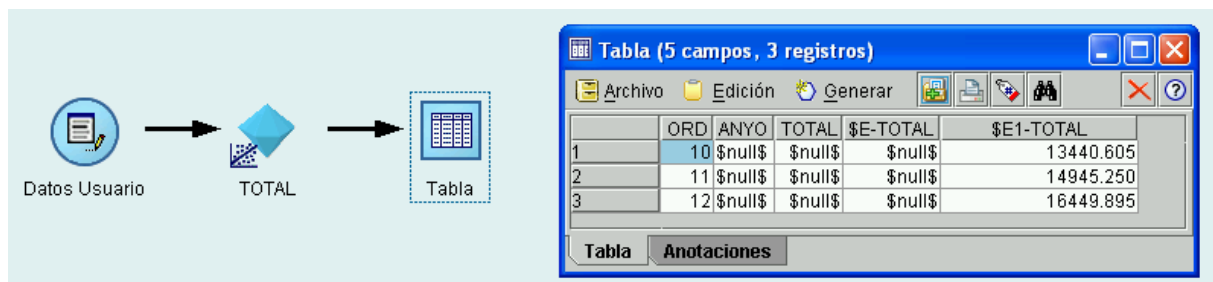 Datos Usuario
TOTAL
Tabla
Tabla (5 campos, 3 registros)
Archivo Edición Generar
ORD ANYO TOTAL $E-TOTAL $E1-TOTAL
1 10 $null$ $null$ $null$ 13440.605
2 11 $null$ $null$ $null$ 14945.250
3 12 $null$ $null$ $null$ 16449.895
Tabla Anotaciones